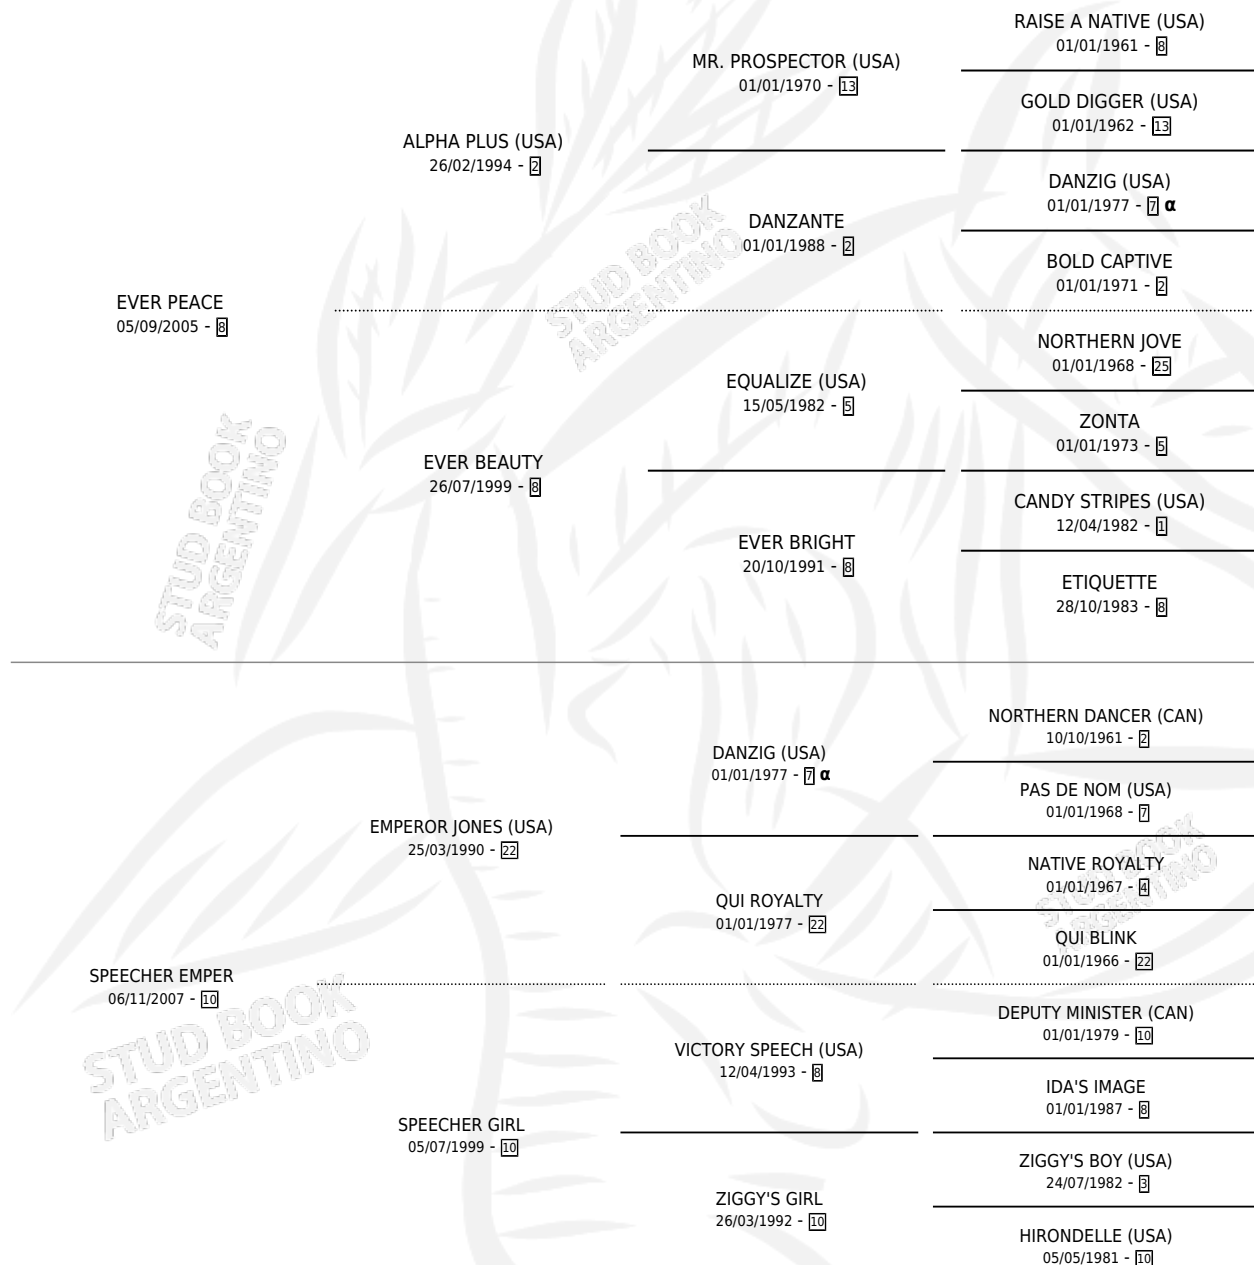 RAISE A NATIVE (USA)
01/01/1961 - 8
MR. PROSPECTOR (USA)
01/01/1970 - 13
GOLD DIGGER (USA)
01/01/1962 - 13
ALPHA PLUS (USA)
26/02/1994 - 2
DANZIG (USA)
01/01/1977 - 7 α
DANZANTE
01/01/1988 - 2
BOLD CAPTIVE
01/01/1971 - 2
EVER PEACE
05/09/2005 - 8
NORTHERN JOVE
01/01/1968 - 25
EQUALIZE (USA)
15/05/1982 - 5
ZONTA
01/01/1973 - 5
EVER BEAUTY
26/07/1999 - 8
CANDY STRIPES (USA)
12/04/1982 - 1
EVER BRIGHT
20/10/1991 - 8
ETIQUETTE
28/10/1983 - 8
STUD BOOK
ARGENTINO
STUD BOOK
ARGENTINO
NORTHERN DANCER (CAN)
10/10/1961 - 2
DANZIG (USA)
01/01/1977 - 7 α
PAS DE NOM (USA)
01/01/1968 - 7
EMPEROR JONES (USA)
25/03/1990 - 22
NATIVE ROYALTY
01/01/1967 - 4
QUI ROYALTY
01/01/1977 - 22
QUI BLINK
01/01/1966 - 22
STUD BOOK
ARGENTINO
SPEECHER EMPER
06/11/2007 - 10
DEPUTY MINISTER (CAN)
01/01/1979 - 10
VICTORY SPEECH (USA)
12/04/1993 - 8
IDA'S IMAGE
01/01/1987 - 8
SPEECHER GIRL
05/07/1999 - 10
ZIGGY'S BOY (USA)
24/07/1982 - 3
ZIGGY'S GIRL
26/03/1992 - 10
HIRONDELLE (USA)
05/05/1981 - 10
STUD BOOK
ARGENTINO